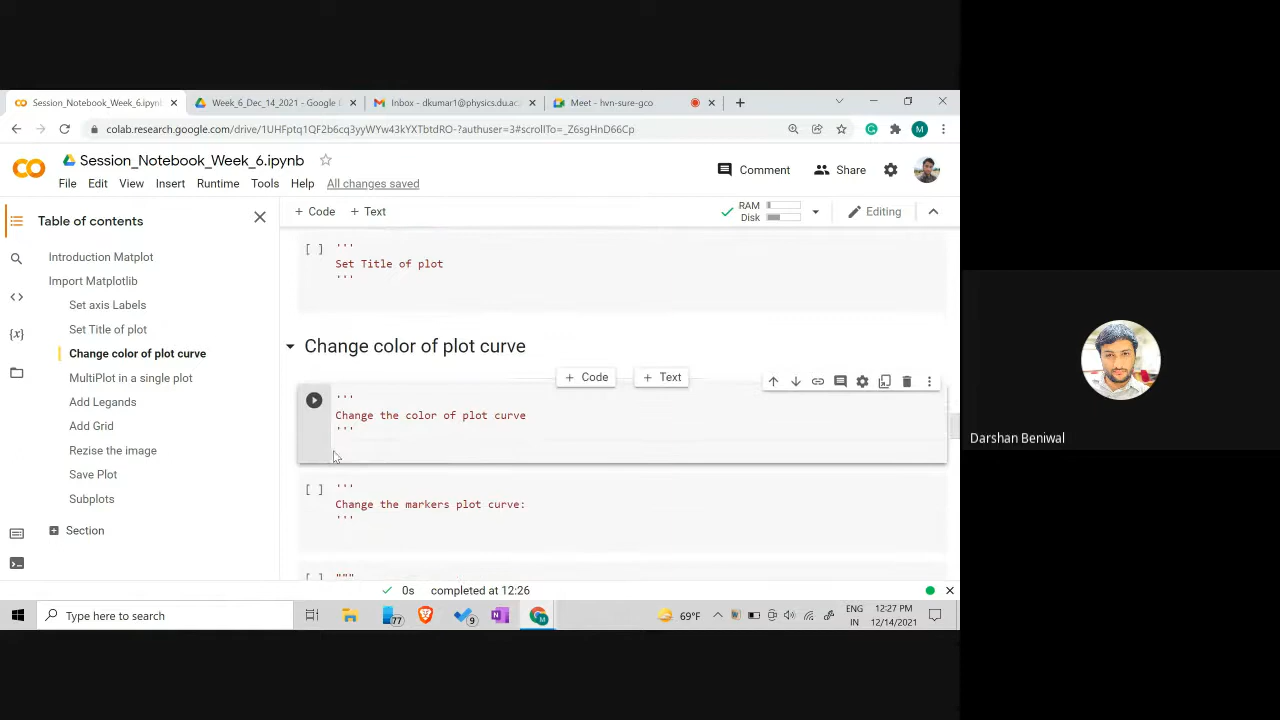 Session_Notebook_Week_6.ipynb
Week_6_Dec_14_2021 - Google
Inbox - dkumar1@physics.du.ac
Meet - hvn-sure-gco
colab.research.google.com/drive/1UHFptq1QF2b6cq3yyWYw43kYXTbtdRO-?authuser=3#scrollTo=_Z6sgHnD66Cp
M
CO
Session_Notebook_Week_6.ipynb
Comment
Share
File Edit View Insert Runtime Tools Help All changes saved
Table of contents
+ Code + Text
RAM
Disk
Editing
Introduction Matplot
Import Matplotlib
Set axis Labels
Set Title of plot
Change color of plot curve
MultiPlot in a single plot
Add Legands
Add Grid
Rezise the image
Save Plot
Subplots
Section
{x}
[ ] '''
Set Title of plot
'''
Change color of plot curve
+ Code + Text
'''
Change the color of plot curve
'''
[ ] '''
Change the markers plot curve:
'''
[ ] """
0s completed at 12:26
Type here to search
77
9
69°F
ENG
IN
12:27 PM
12/14/2021
Darshan Beniwal